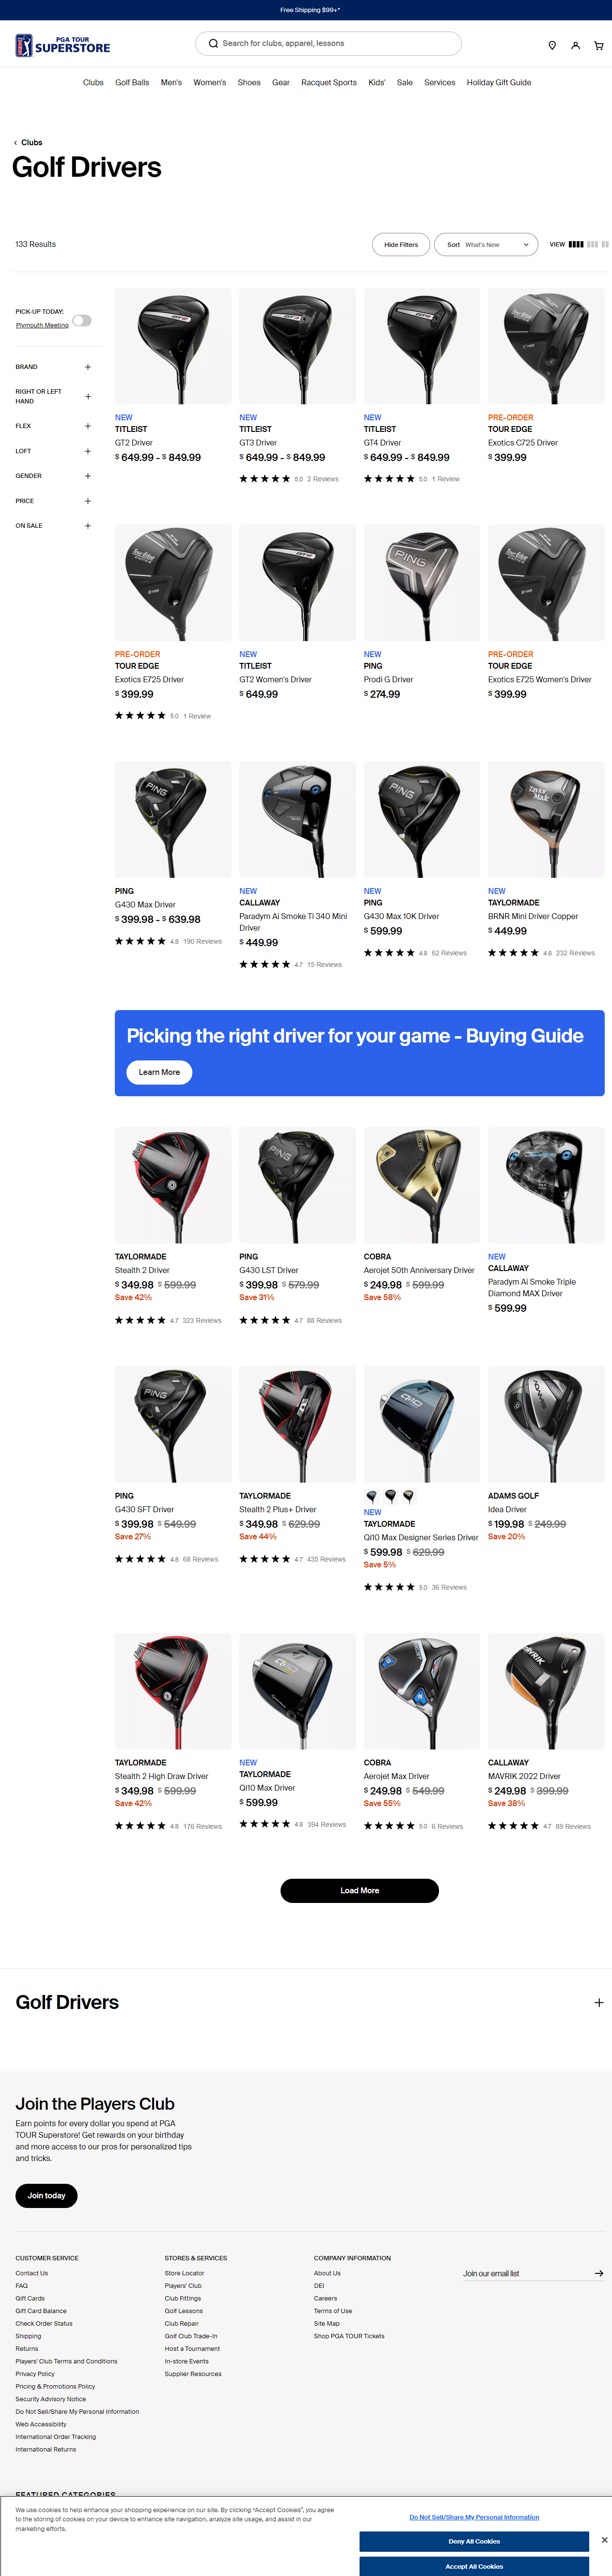 Free Shipping $99+*
PGA TOUR
SUPERSTORE
Search for clubs, apparel, lessons
Clubs Golf Balls Men's Women's Shoes Gear Racquet Sports Kids' Sale Services Holiday Gift Guide
Clubs
Golf Drivers
133 Results
Hide Filters
Sort What's New
VIEW
PICK-UP TODAY:
Plymouth Meeting
BRAND
RIGHT OR LEFT
HAND
FLEX
LOFT
GENDER
PRICE
ON SALE
NEW
TITLEIST
GT2 Driver
$ 649.99 - $ 849.99
NEW
TITLEIST
GT3 Driver
$ 649.99 - $ 849.99
5.0 2 Reviews
NEW
TITLEIST
GT4 Driver
$ 649.99 - $ 849.99
5.0 1 Review
PRE-ORDER
TOUR EDGE
Exotics C725 Driver
$ 399.99
PRE-ORDER
TOUR EDGE
Exotics E725 Driver
$ 399.99
5.0 1 Review
NEW
TITLEIST
GT2 Women's Driver
$ 649.99
NEW
PING
Prodi G Driver
$ 274.99
PRE-ORDER
TOUR EDGE
Exotics E725 Women's Driver
$ 399.99
PING
G430 Max Driver
$ 399.98 - $ 639.98
4.8 190 Reviews
NEW
CALLAWAY
Paradym Ai Smoke Ti 340 Mini
Driver
$ 449.99
4.7 15 Reviews
NEW
PING
G430 Max 10K Driver
$ 599.99
4.8 62 Reviews
NEW
TAYLORMADE
BRNR Mini Driver Copper
$ 449.99
4.8 232 Reviews
Picking the right driver for your game - Buying Guide
Learn More
TAYLORMADE
Stealth 2 Driver
$ 349.98 $ 599.99
Save 42%
4.7 323 Reviews
PING
G430 LST Driver
$ 399.98 $ 579.99
Save 31%
4.7 88 Reviews
COBRA
Aerojet 50th Anniversary Driver
$ 249.98 $ 599.99
Save 58%
NEW
CALLAWAY
Paradym Ai Smoke Triple
Diamond MAX Driver
$ 599.99
PING
G430 SFT Driver
$ 399.98 $ 549.99
Save 27%
4.8 68 Reviews
TAYLORMADE
Stealth 2 Plus+ Driver
$ 349.98 $ 629.99
Save 44%
4.7 435 Reviews
NEW
TAYLORMADE
Qi10 Max Designer Series Driver
$ 599.98 $ 629.99
Save 5%
5.0 36 Reviews
ADAMS GOLF
Idea Driver
$ 199.98 $ 249.99
Save 20%
TAYLORMADE
Stealth 2 High Draw Driver
$ 349.98 $ 599.99
Save 42%
4.8 176 Reviews
NEW
TAYLORMADE
Qi10 Max Driver
$ 599.99
4.8 394 Reviews
COBRA
Aerojet Max Driver
$ 249.98 $ 549.99
Save 55%
5.0 6 Reviews
CALLAWAY
MAVRIK 2022 Driver
$ 249.98 $ 399.99
Save 38%
4.7 89 Reviews
Load More
Golf Drivers
Join the Players Club
Earn points for every dollar you spend at PGA
TOUR Superstore! Get rewards on your birthday
and more access to our pros for personalized tips
and tricks.
Join today
CUSTOMER SERVICE
Contact Us
FAQ
Gift Cards
Gift Card Balance
Check Order Status
Shipping
Returns
Players' Club Terms and Conditions
Privacy Policy
Pricing & Promotions Policy
Security Advisory Notice
Do Not Sell/Share My Personal Information
Web Accessibility
International Order Tracking
International Returns
STORES & SERVICES
Store Locator
Players' Club
Club Fittings
Golf Lessons
Club Repair
Golf Club Trade-In
Host a Tournament
In-store Events
Supplier Resources
COMPANY INFORMATION
About Us
DEI
Careers
Terms of Use
Site Map
Shop PGA TOUR Tickets
Join our email list
FEATURED CATEGORIES
We use cookies to help enhance your shopping experience on our site. By clicking "Accept Cookies", you agree
to the storing of cookies on your device to enhance site navigation, analyze site usage, and assist in our
marketing efforts.
Do Not Sell/Share My Personal Information
Deny All Cookies
Accept All Cookies